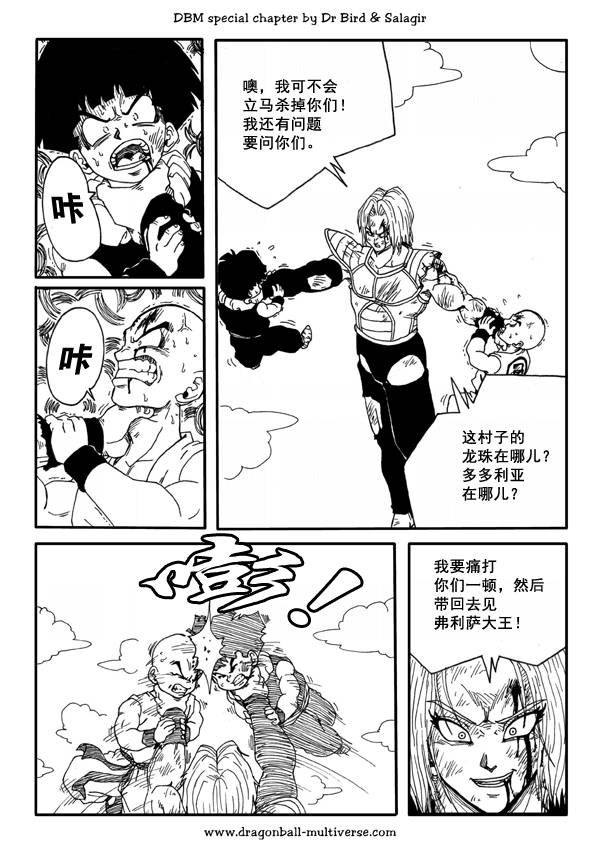 DBM special chapter by Dr Bird & Salagir
噢，我可不会
立马杀掉你们！
我还有问题
要问你们。
咔
咔
这村子的
龙珠在哪儿？
多多利亚
在哪儿？
嘭！
我要痛打
你们一顿，然后
带回去见
弗利萨大王！
www.dragonball-multiverse.com